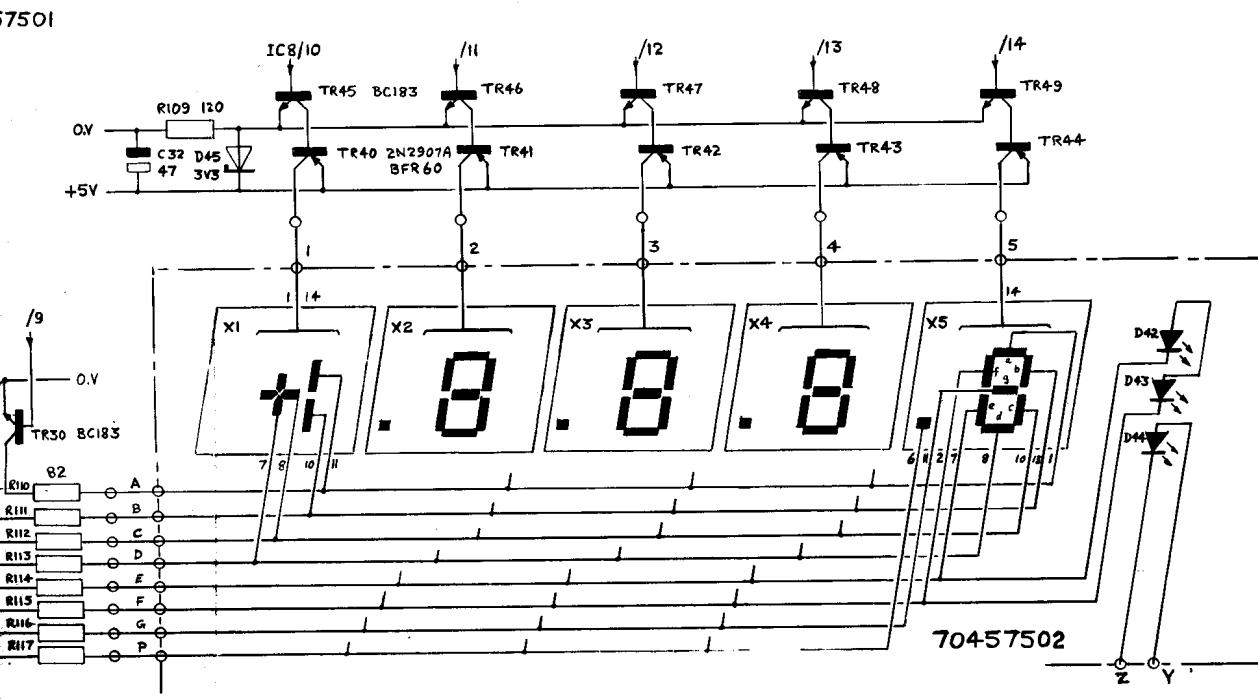 57501
IC8/10 /11 /12 /13 /14
TR45 BC183 TR46 TR47 TR48 TR49
R109 120
0.V
C32 47 D45 3V3
TR40 2N2907A BFR60 TR41 TR42 TR43 TR44
+5V
1 2 3 4 5
1 14 14
/9
X1 X2 X3 X4 X5
D42
a f b g e c d
D43
0.V
TR30 BC183
D44
7 8 10 11 6 11 2 7 8 10 13 1
82
R110 A
R111 B
R112 C
R113 D
R114 E
R115 F
R116 G
R117 P
70457502
Z Y